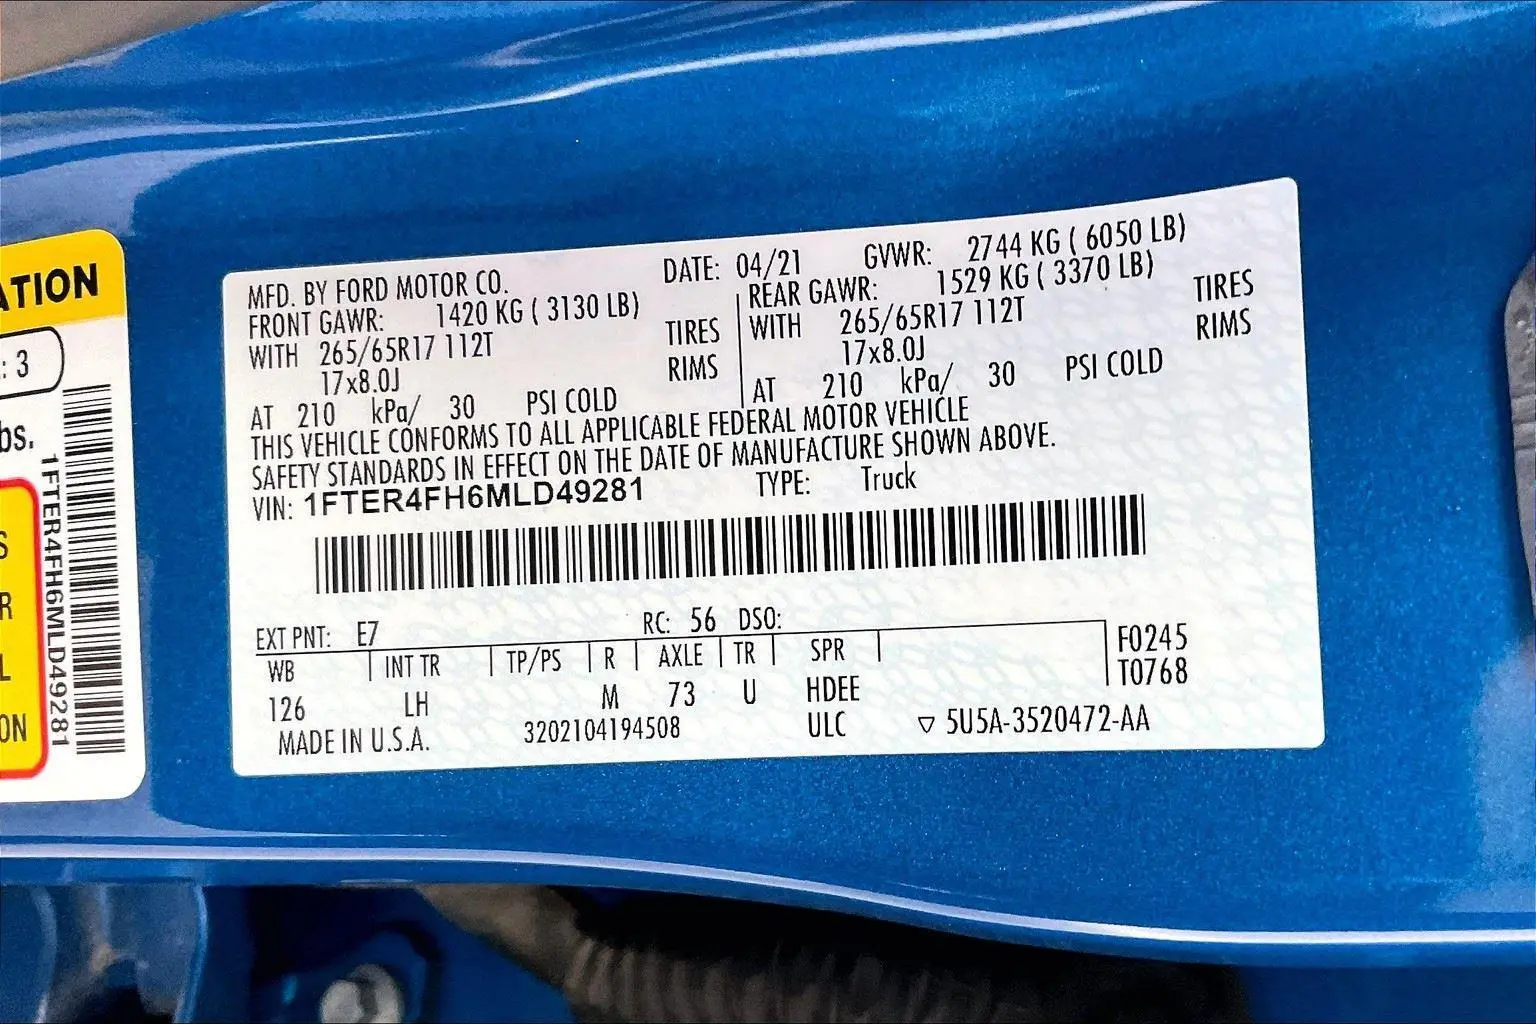 ATION
: 3
bs.
S
R
L
ON
1FTER4FH6MLD49281
MFD. BY FORD MOTOR CO. DATE: 04/21 GVWR: 2744 KG ( 6050 LB)
FRONT GAWR: 1420 KG ( 3130 LB) REAR GAWR: 1529 KG ( 3370 LB)
WITH 265/65R17 112T TIRES WITH 265/65R17 112T TIRES
17x8.0J RIMS 17x8.0J RIMS
AT 210 kPa/ 30 PSI COLD AT 210 kPa/ 30 PSI COLD
THIS VEHICLE CONFORMS TO ALL APPLICABLE FEDERAL MOTOR VEHICLE
SAFETY STANDARDS IN EFFECT ON THE DATE OF MANUFACTURE SHOWN ABOVE.
VIN: 1FTER4FH6MLD49281 TYPE: Truck
EXT PNT: E7 RC: 56 DSO:
WB INT TR TP/PS R AXLE TR SPR F0245
126 LH M 73 U HDEE T0768
MADE IN U.S.A. 3202104194508 ULC ▽ 5U5A-3520472-AA